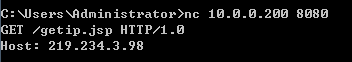 C:\Users\Administrator>nc 10.0.0.200 8080
GET /getip.jsp HTTP/1.0
Host: 219.234.3.98